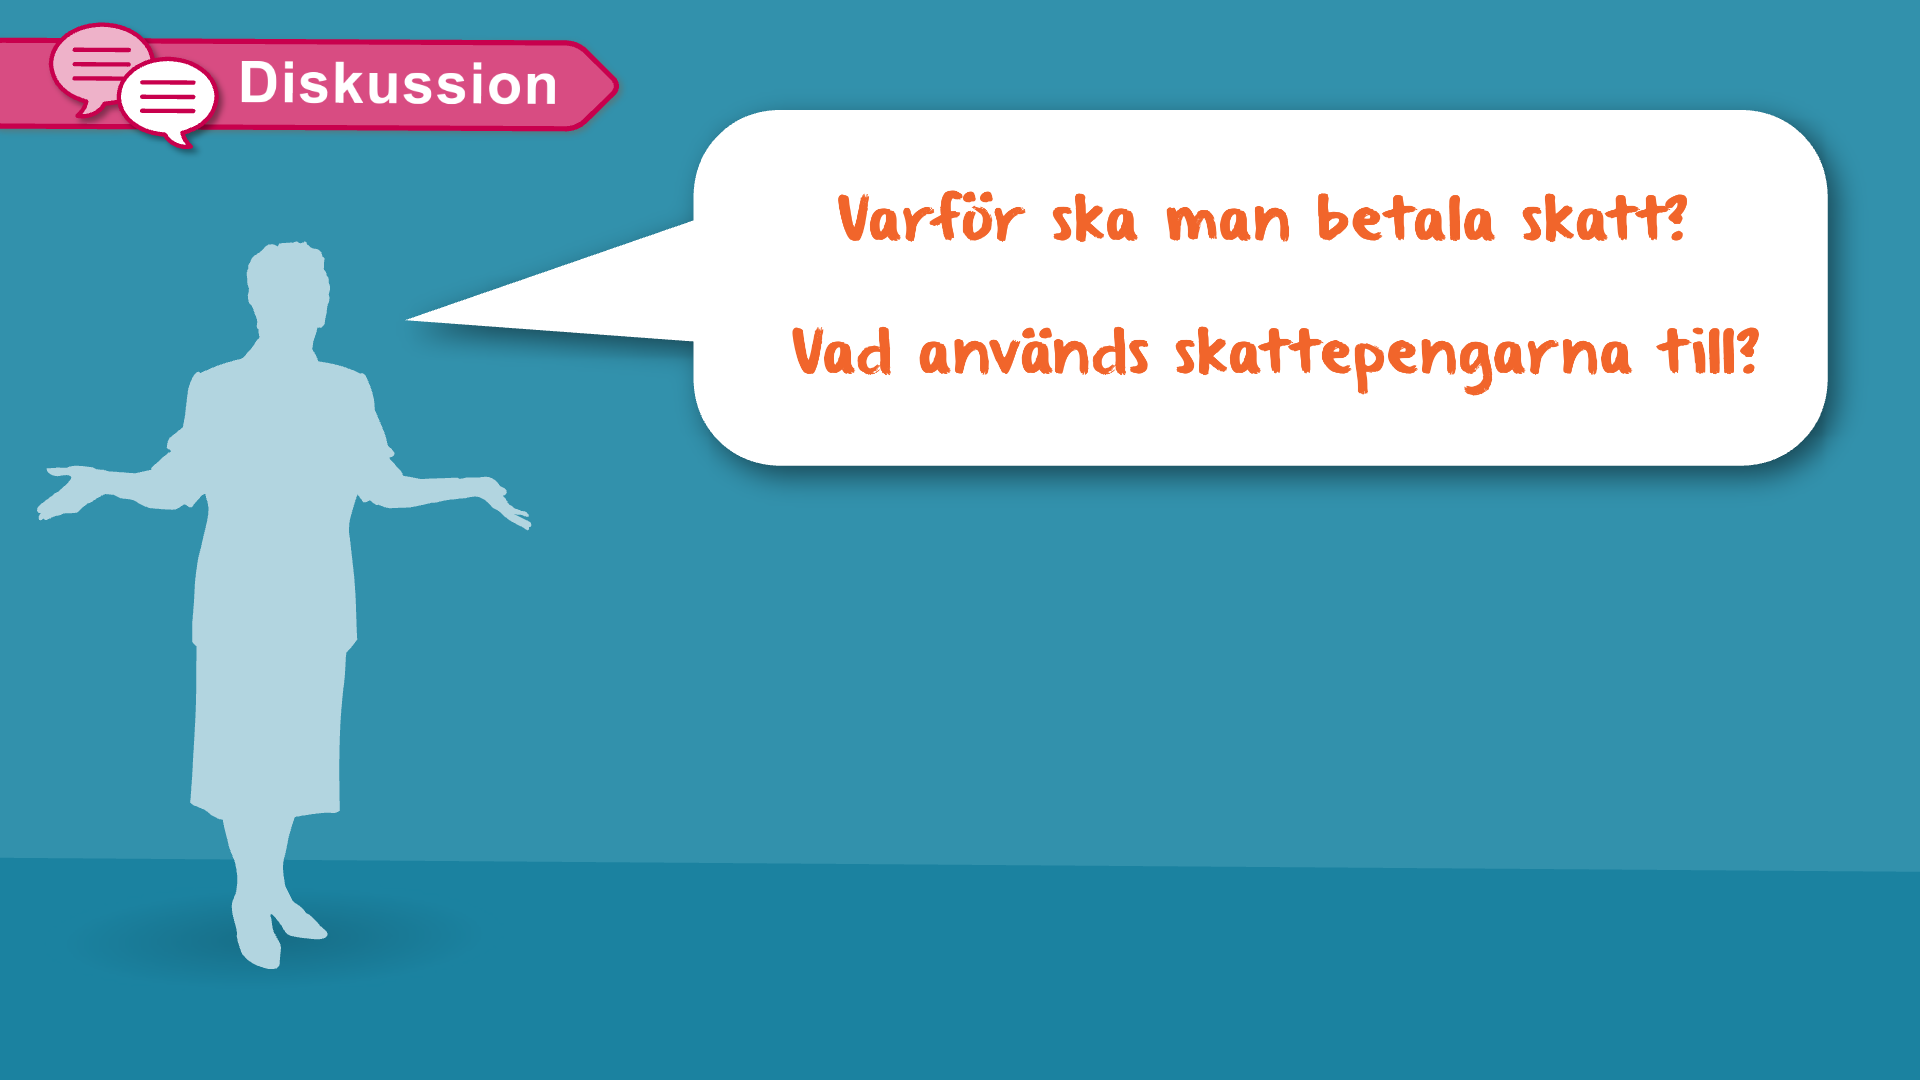 Diskussion
Varför ska man betala skatt?
Vad används skattepengarna till?